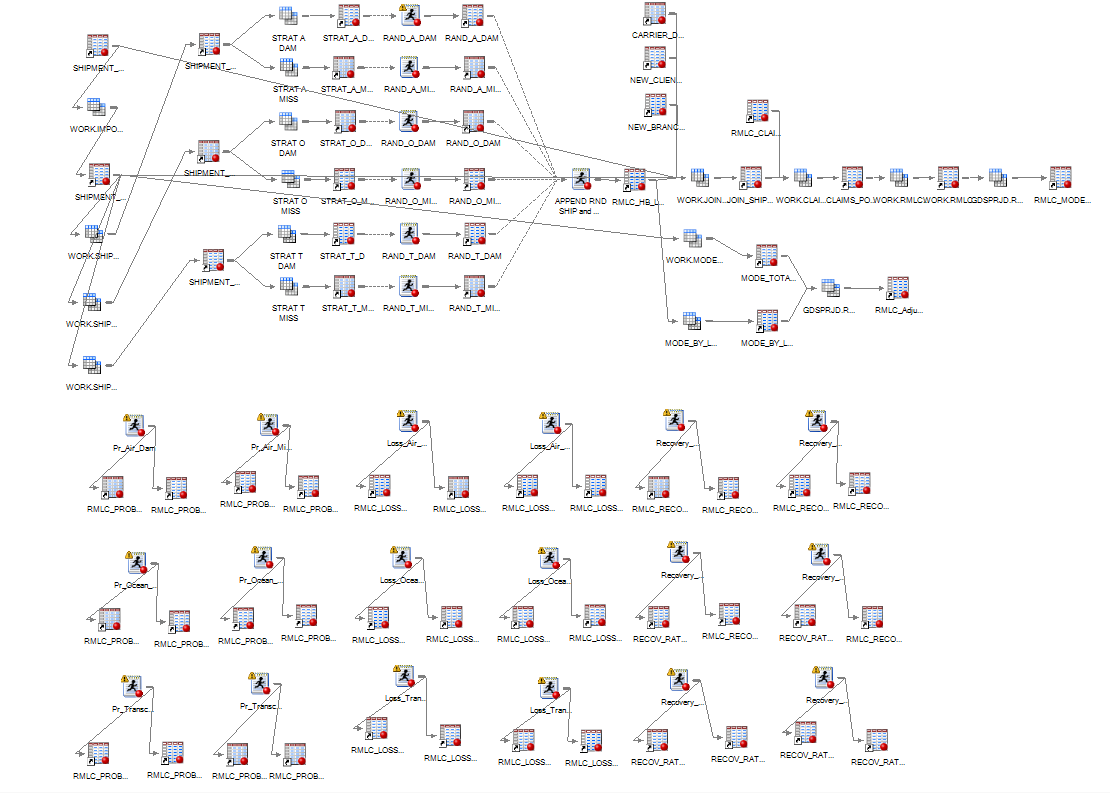 STRAT A
DAM
STRAT_A_D...
RAND_A_DAM
RAND_A_DAM
CARRIER_D...
SHIPMENT_...
SHIPMENT_...
STRAT A
MISS
STRAT_A_M...
RAND_A_MI...
RAND_A_MI...
NEW_CLIEN...
WORK.IMPO...
STRAT O
DAM
STRAT_O_D...
RAND_O_DAM
RAND_O_DAM
NEW_BRANC...
RMLC_CLAI...
SHIPMENT_...
SHIPMENT_...
STRAT O
MISS
STRAT_O_M...
RAND_O_MI...
RAND_O_MI...
APPEND RND
SHIP and ...
RMLC_HB_L...
WORK.JOIN...
JOIN_SHIP...
WORK.CLAI...
CLAIMS_PO...
WORK.RMLC
WORK.RMLC
GDSPRJD.R...
RMLC_MODE...
WORK.SHIP...
STRAT T
DAM
STRAT_T_D
RAND_T_DAM
RAND_T_DAM
WORK.MODE...
SHIPMENT_...
MODE_TOTA...
STRAT T
MISS
STRAT_T_M...
RAND_T_MI...
RAND_T_MI...
GDSPRJD.R...
RMLC_Adju...
WORK.SHIP...
MODE_BY_L...
MODE_BY_L...
WORK.SHIP...
Pr_Air_Dam
Pr_Air_Mi...
Loss_Air_...
Loss_Air_...
Recovery_...
Recovery_...
RMLC_PROB...
RMLC_PROB...
RMLC_PROB...
RMLC_PROB...
RMLC_LOSS...
RMLC_LOSS...
RMLC_LOSS...
RMLC_LOSS...
RMLC_RECO...
RMLC_RECO...
RMLC_RECO...
RMLC_RECO...
Pr_Ocean_...
Pr_Ocean_...
Loss_Ocea...
Loss_Ocea...
Recovery_...
Recovery_...
RMLC_PROB...
RMLC_PROB...
RMLC_PROB...
RMLC_PROB...
RMLC_LOSS...
RMLC_LOSS...
RMLC_LOSS...
RMLC_LOSS...
RECOV_RAT...
RMLC_RECO...
RECOV_RAT...
RMLC_RECO...
Pr_Transc...
Pr_Transc...
Loss_Tran...
Loss_Tran...
Recovery_...
Recovery_...
RMLC_PROB...
RMLC_PROB...
RMLC_PROB...
RMLC_PROB...
RMLC_LOSS...
RMLC_LOSS...
RMLC_LOSS...
RMLC_LOSS...
RECOV_RAT...
RECOV_RAT...
RECOV_RAT...
RECOV_RAT...